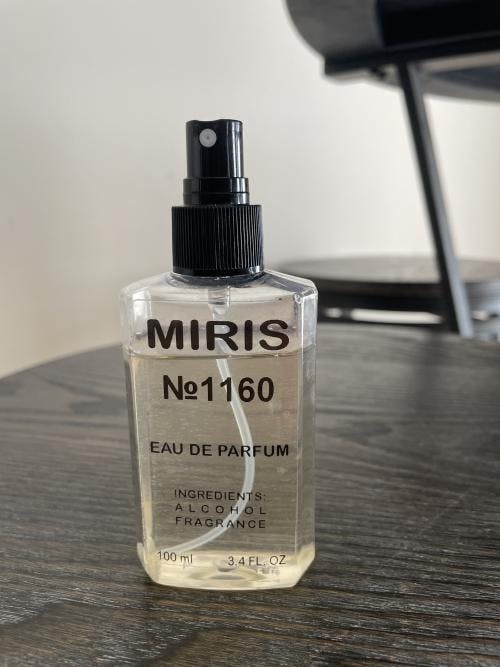 MIRIS
№1160
EAU DE PARFUM
INGREDIENTS:
ALCOHOL
FRAGRANCE
100 ml 3.4 FL. OZ